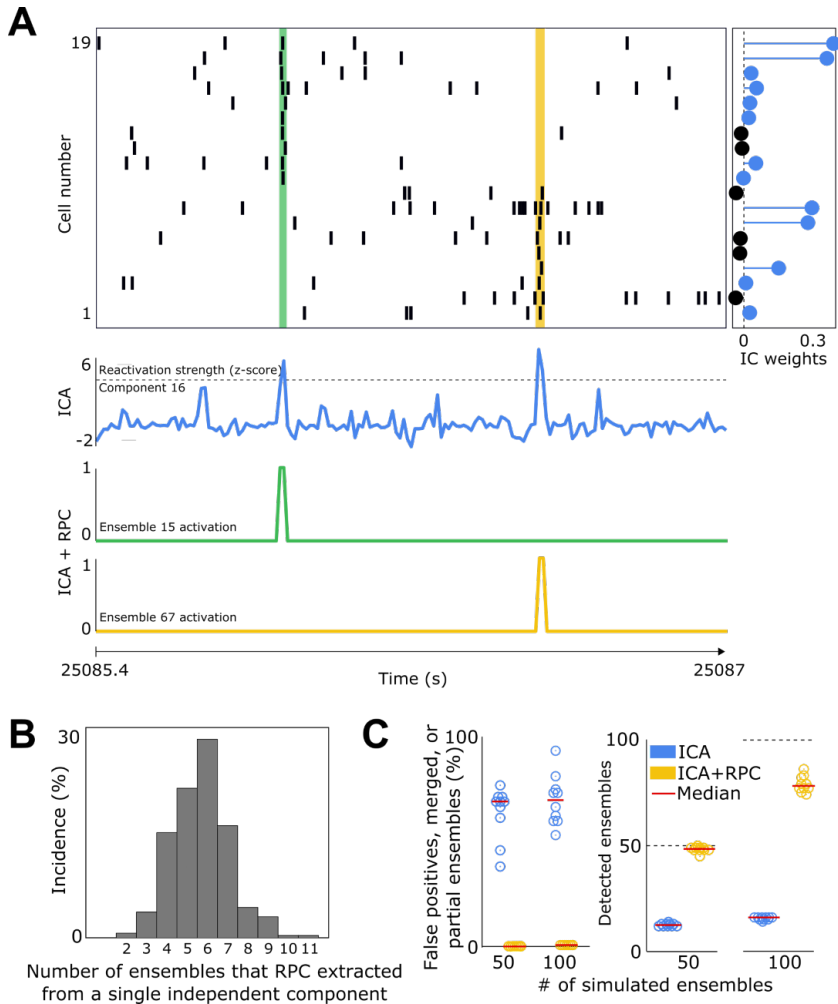 A
19
Cell number
1
0
0.3
IC weights
6
Reactivation strength (z-score)
Component 16
-2
ICA
1
Ensemble 15 activation
0
ICA + RPC
1
Ensemble 67 activation
0
25085.4
Time (s)
25087
B
30
Incidence (%)
0
2 3 4 5 6 7 8 9 10 11
Number of ensembles that RPC extracted
from a single independent component
C
100
False positives, merged, or
partial ensembles (%)
0
50
100
100
ICA
ICA+RPC
Median
Detected ensembles
50
0
50
100
# of simulated ensembles